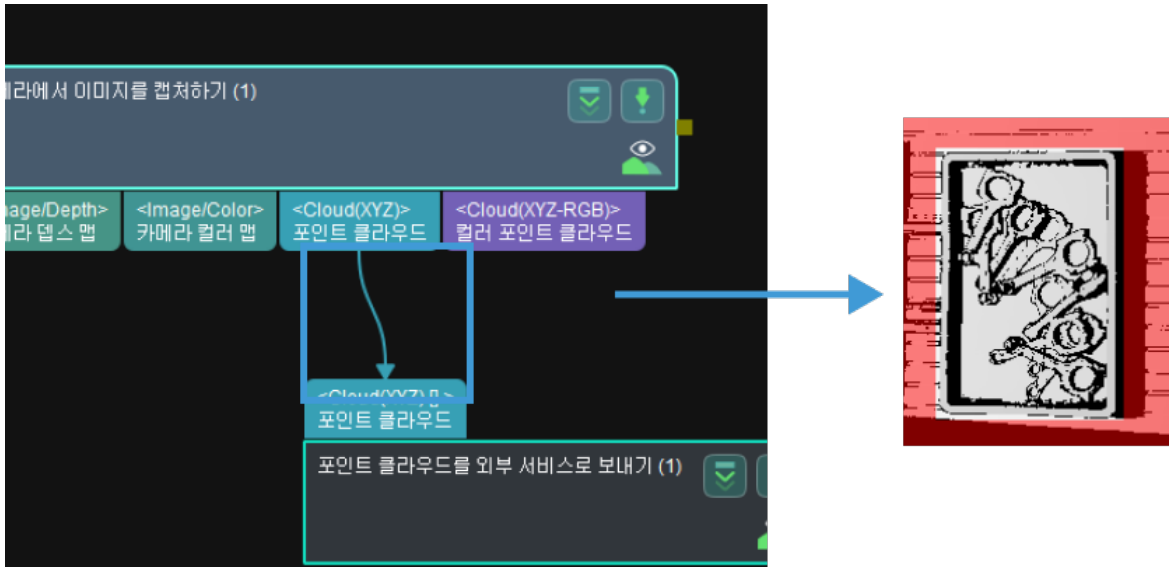 메라에서 이미지를 캡처하기 (1)
mage/Depth>
메라 뎁스 맵
<Image/Color>
카메라 컬러 맵
<Cloud(XYZ)>
포인트 클라우드
<Cloud(XYZ-RGB)>
컬러 포인트 클라우드
<Cloud(XYZ) []>
포인트 클라우드
포인트 클라우드를 외부 서비스로 보내기 (1)